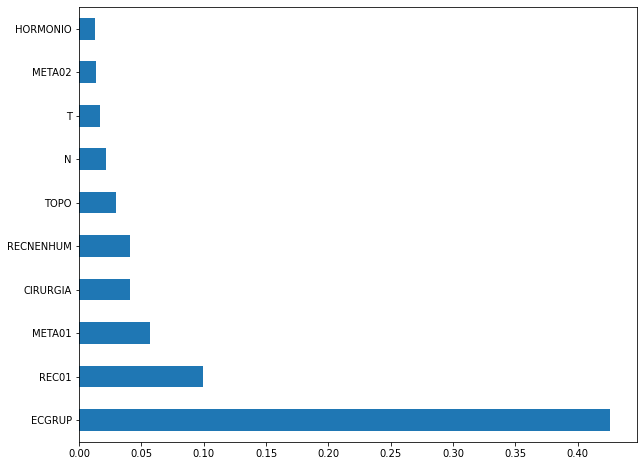 HORMONIO
META02
T
N
TOPO
RECNENHUM
CIRURGIA
META01
REC01
ECGRUP
0.00 0.05 0.10 0.15 0.20 0.25 0.30 0.35 0.40